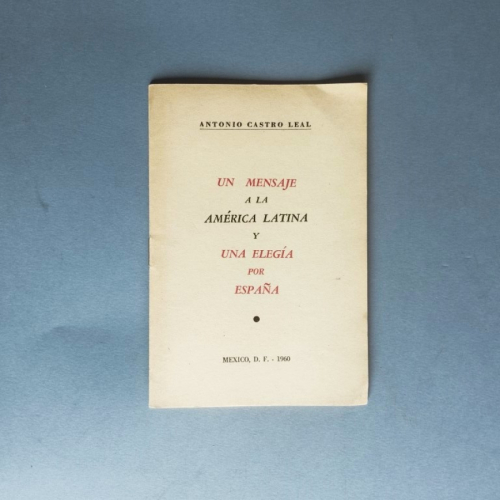 ANTONIO CASTRO LEAL
UN MENSAJE
A LA
AMÉRICA LATINA
Y
UNA ELEGÍA
POR
ESPAÑA
MEXICO, D. F. - 1960